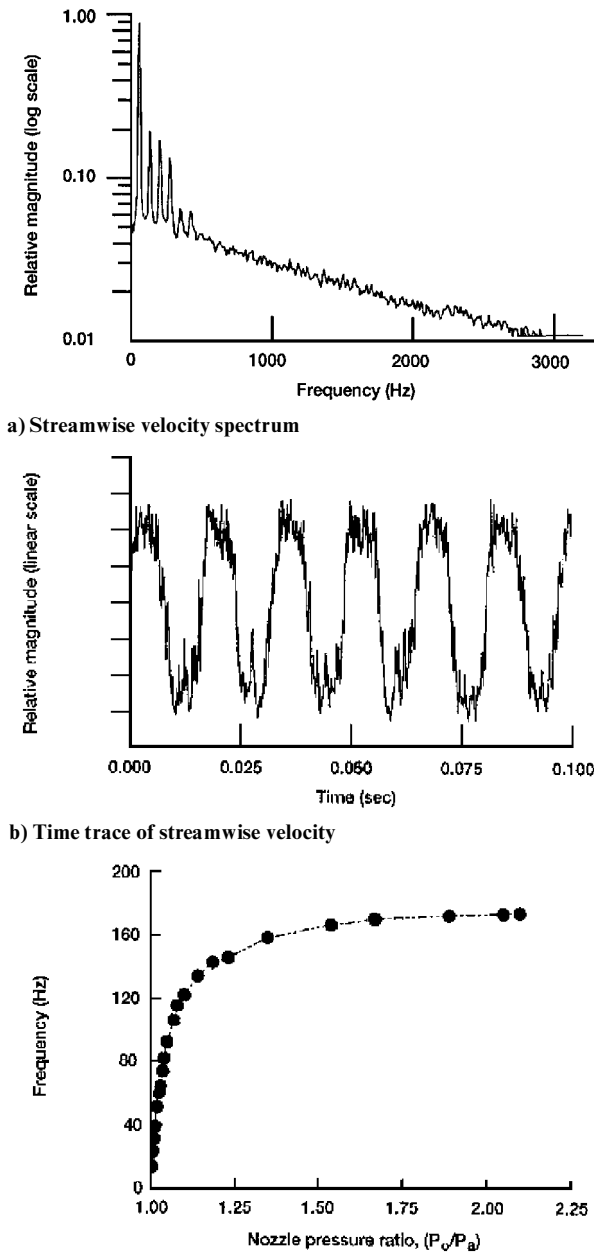 Relative magnitude (log scale)
1.00
0.10
0.01
0 1000 2000 3000
Frequency (Hz)
a) Streamwise velocity spectrum
Relative magnitude (linear scale)
0.000 0.025 0.050 0.075 0.100
Time (sec)
b) Time trace of streamwise velocity
Frequency (Hz)
200
160
120
80
40
0
1.00 1.25 1.50 1.75 2.00 2.25
Nozzle pressure ratio, (Po/Pa)